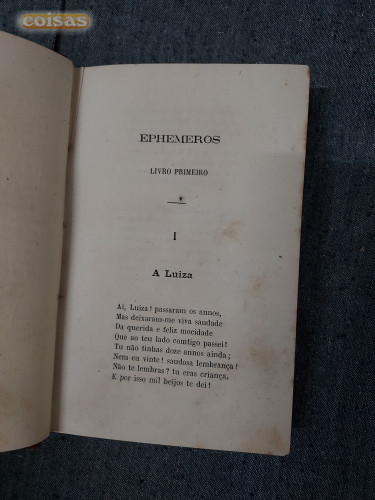 coisas
EPHEMEROS
LIVRO PRIMEIRO
I
A Luiza
Ai, Luiza! passaram os annos,
Mas deixaram-me viva saudade
Da querida e feliz mocidade
Que ao teu lado comtigo passei!
Tu não tinhas doze annos ainda;
Nem eu vinte! saudosa lembrança!
Não te lembras? tu eras criança,
E por isso mil beijos te dei!